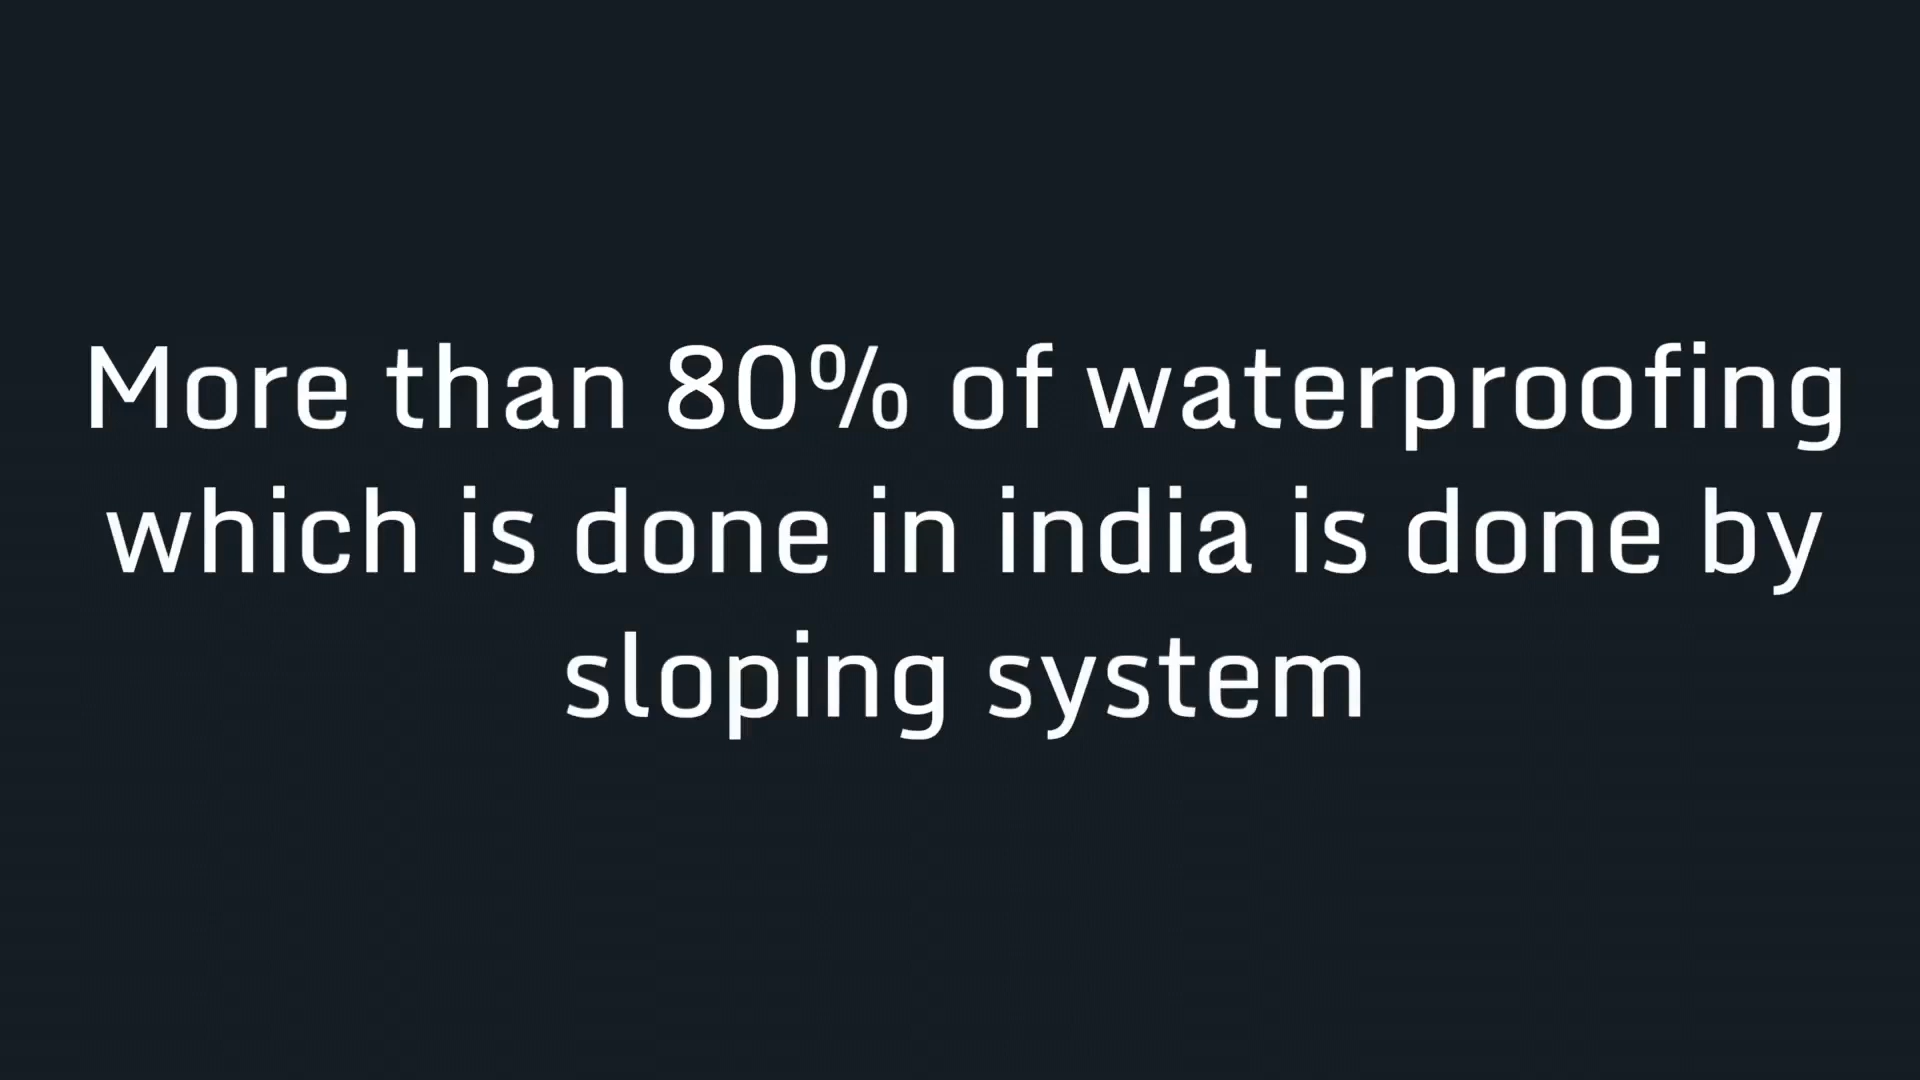 More than 80% of waterproofing
which is done in india is done by
sloping system